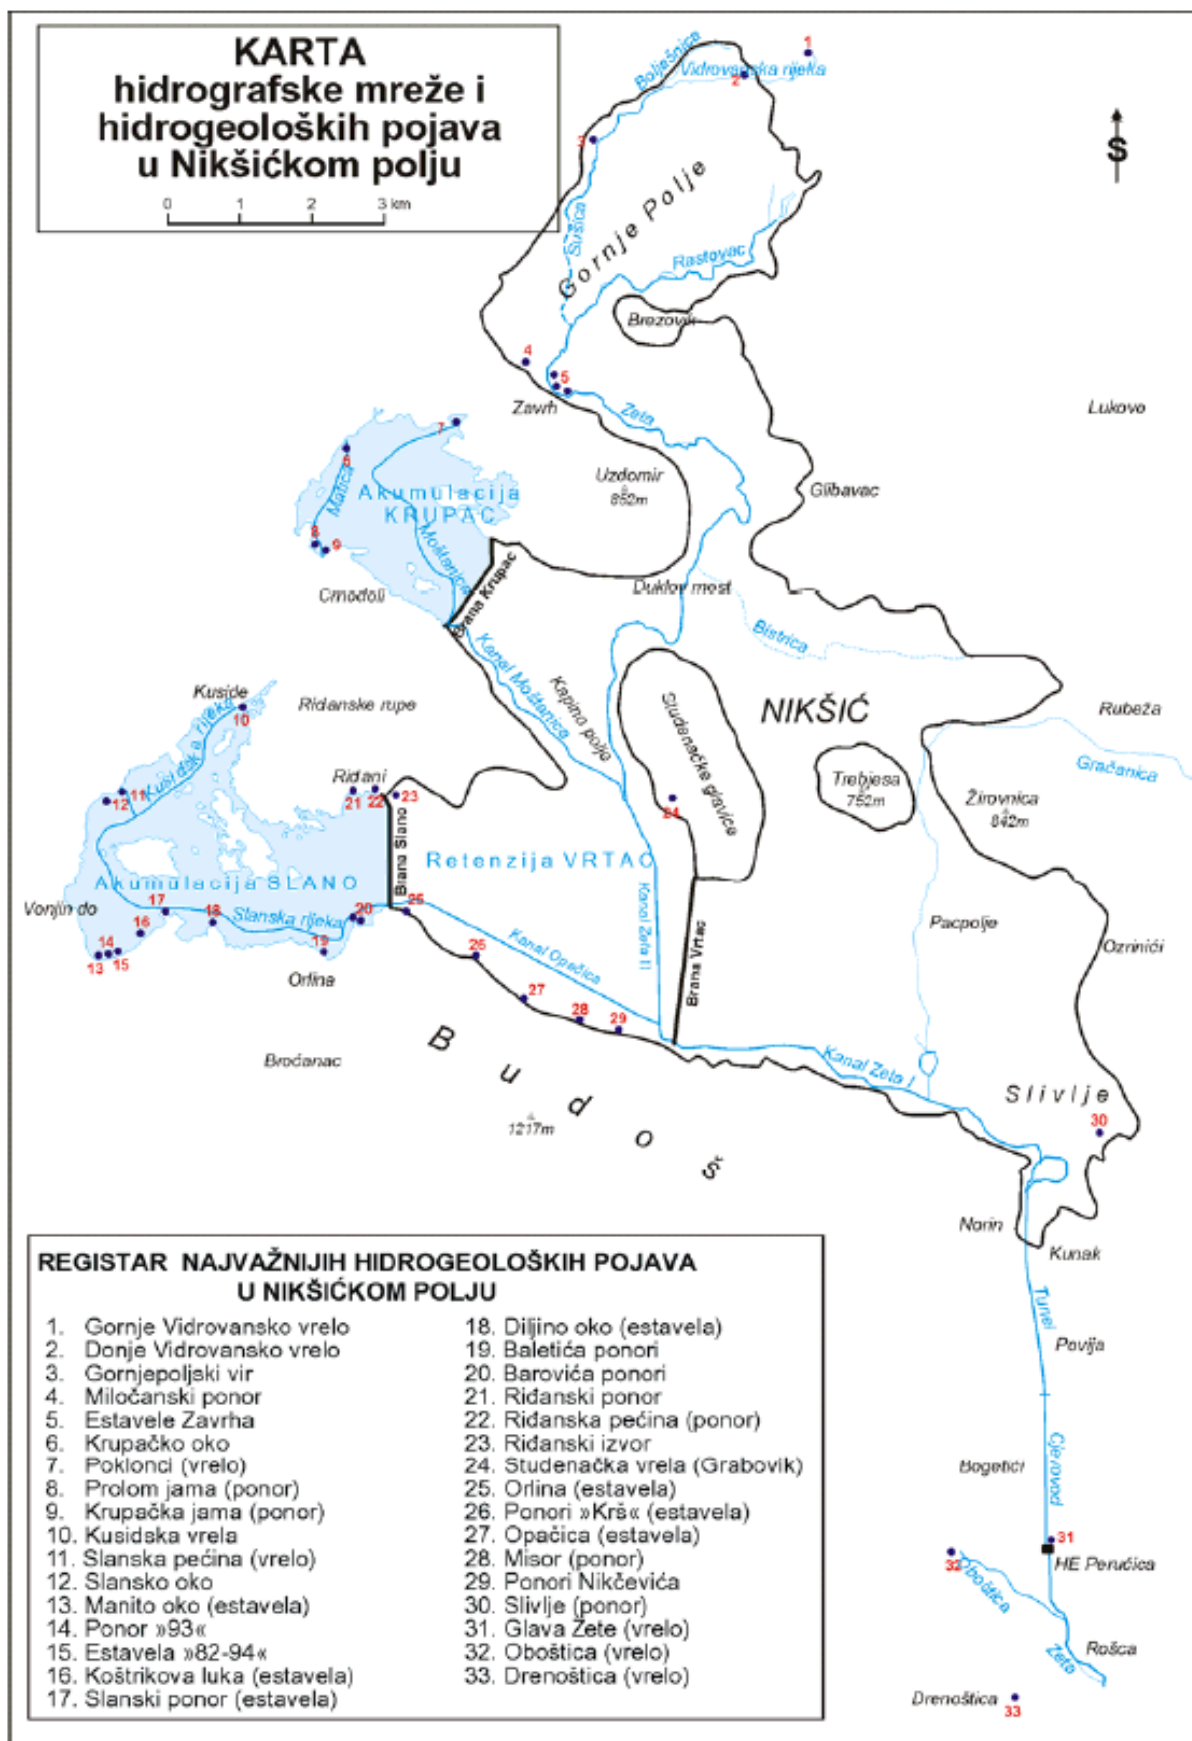 KARTA
hidrografske mreže i
hidrogeoloških pojava
u Nikšićkom polju
0 1 2 3 km
S
1
Vidrovanska rijeka
2
Bolješnica
3
Sušica
Gornje Polje
Rastovac
Brezovik
4
5
Zavrh
Zeta
Lukovo
7
6
Uzdomir
852m
Glibavac
Matica
Akumulacija
KRUPAC
8
9
Moštanica
Brana Krupac
Crnodoli
Duklov most
Bistrica
Kanal Moštanica
Kapino polje
Studenačke glavice
NIKŠIĆ
Kuside
10
Riđanske rupe
Rubeža
Gračanica
Kusidska rijeka
Riđani
21
22
23
11
12
Trebjesa
752m
Žirovnica
842m
24
Brana Slano
Retenzija VRTAC
Akumulacija SLANO
Vonjin do
17
18
Slanska rijeka
20
25
16
19
14
13
15
Orlina
26
Kanal Opačica
Kanal Zeta II
Brana Vrtac
Pacpolje
Ozrinići
27
28
29
Broćanac
Budoš
1217m
Kanal Zeta I
Slivlje
30
Norin
Kunak
Tunel
Povija
Cjevovod
Bogetići
31
HE Perućica
32
Oboštica
Zeta
Rošca
Drenoštica
33
REGISTAR NAJVAŽNIJIH HIDROGEOLOŠKIH POJAVA
U NIKŠIĆKOM POLJU
1. Gornje Vidrovansko vrelo
2. Donje Vidrovansko vrelo
3. Gornjepoljski vir
4. Miločanski ponor
5. Estavele Zavrha
6. Krupačko oko
7. Poklonci (vrelo)
8. Prolom jama (ponor)
9. Krupačka jama (ponor)
10. Kusidska vrela
11. Slanska pećina (vrelo)
12. Slansko oko
13. Manito oko (estavela)
14. Ponor »93«
15. Estavela »82-94«
16. Koštrikova luka (estavela)
17. Slanski ponor (estavela)
18. Diljino oko (estavela)
19. Baletića ponori
20. Barovića ponori
21. Riđanski ponor
22. Riđanska pećina (ponor)
23. Riđanski izvor
24. Studenačka vrela (Grabovik)
25. Orlina (estavela)
26. Ponori »Krš« (estavela)
27. Opačica (estavela)
28. Misor (ponor)
29. Ponori Nikčevića
30. Slivlje (ponor)
31. Glava Zete (vrelo)
32. Oboštica (vrelo)
33. Drenoštica (vrelo)